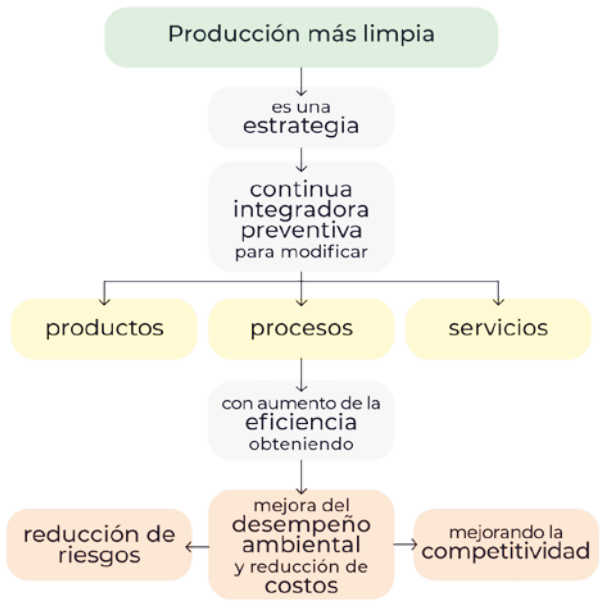 Producción más limpia
es una
estrategia
continua
integradora
preventiva
para modificar
productos
procesos
servicios
con aumento de la
eficiencia
obteniendo
reducción de
riesgos
mejora del
desempeño
ambiental
y reducción de
costos
mejorando la
competitividad